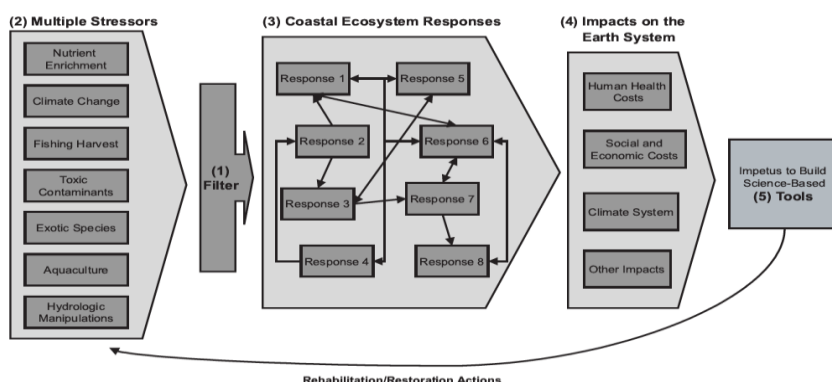 (2) Multiple Stressors
Nutrient
Enrichment
Climate Change
Fishing Harvest
Toxic
Contaminants
Exotic Species
Aquaculture
Hydrologic
Manipulations
(1)
Filter
(3) Coastal Ecosystem Responses
Response 1
Response 5
Response 2
Response 6
Response 3
Response 7
Response 4
Response 8
(4) Impacts on the
Earth System
Human Health
Costs
Social and
Economic Costs
Climate System
Other Impacts
Impetus to Build
Science-Based
(5) Tools
Rehabilitation/Restoration Actions